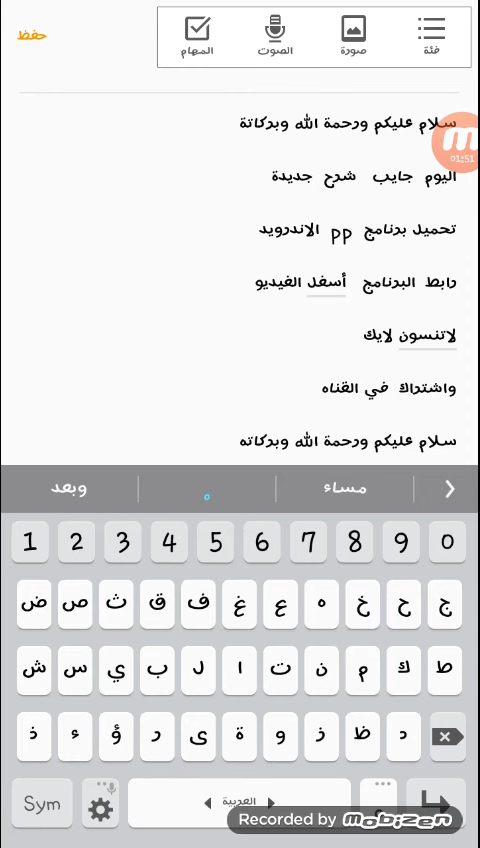 حفظ
فئة
صورة
الصوت
المهام
سلام عليكم ورحمة الله وبركاتة
01:51
اليوم جايب شرح جديدة
تحميل برنامج pp الاندرويد
رابط البرنامج أسفل الفيديو
لاتنسون لايك
واشتراك في القناه
سلام عليكم ورحمة الله وبركاته
مساء
وبعد
1 2 3 4 5 6 7 8 9 0
ض ص ث ق ف غ ع ه خ ح ج
ش س ي ب ل ا ت ن م ك ط
ذ ء ؤ ر ى ة و ز ظ د
Sym
العربية
Recorded by mobizen